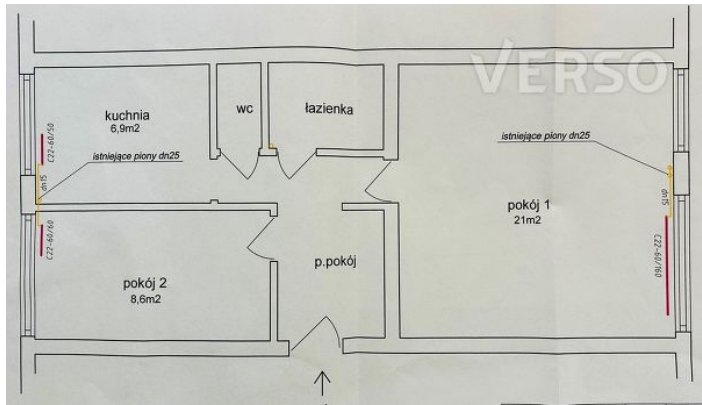 VERSO
kuchnia
6,9m2
wc
łazienka
istniejące piony dn25
istniejące piony dn25
C22-60/50
dn15
C22-60/60
pokój 1
21m2
dn15
C22-60/160
pokój 2
8,6m2
p.pokój